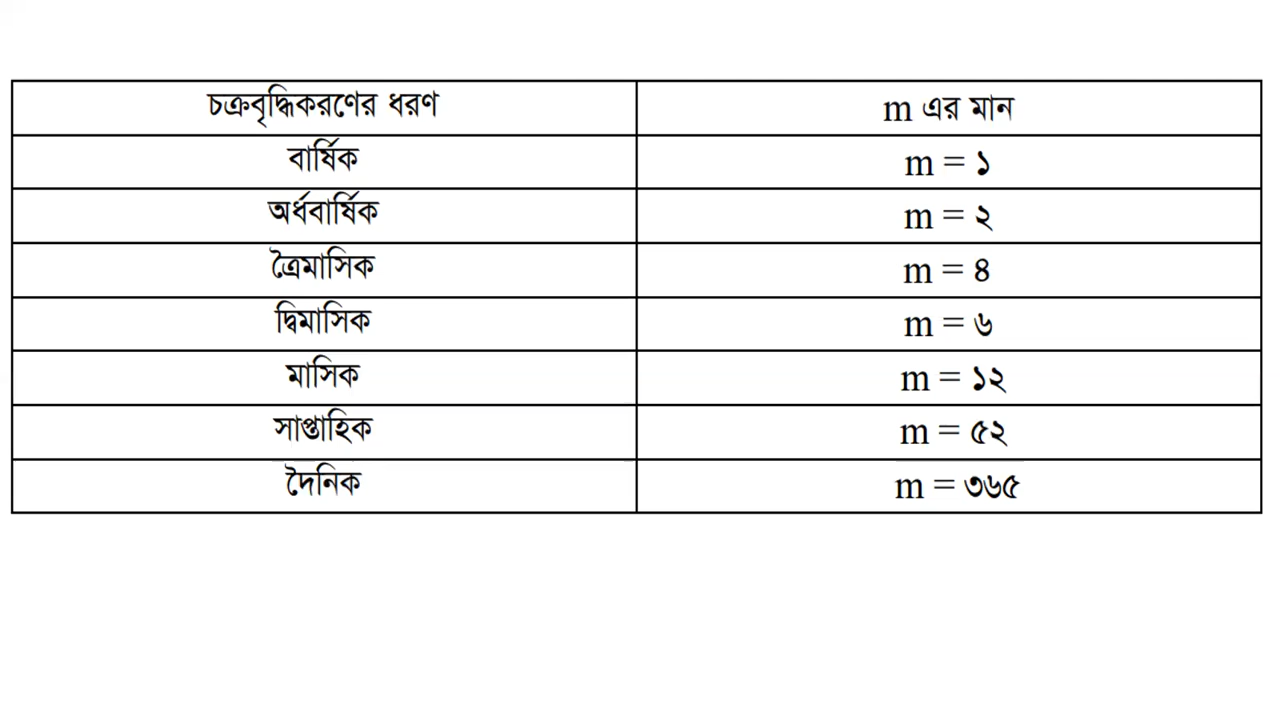 চক্রবৃদ্ধিকরণের ধরণ m এর মান
বার্ষিক m = ১
অর্ধবার্ষিক m = ২
ত্রৈমাসিক m = ৪
দ্বিমাসিক m = ৬
মাসিক m = ১২
সাপ্তাহিক m = ৫২
দৈনিক m = ৩৬৫